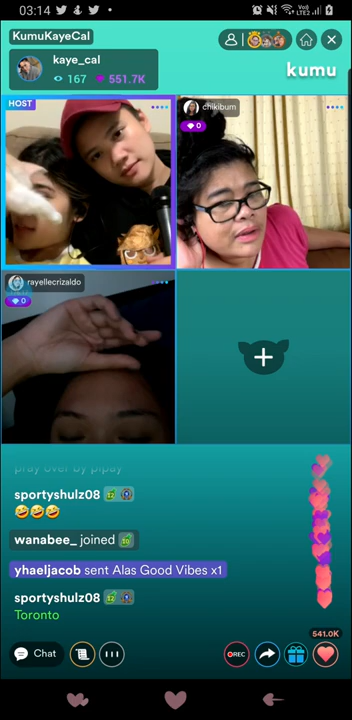 03:14
VoLTE
KumuKayeCal
kaye_cal
167 551.7K
kumu
HOST
chikibum
0
rayellecrizaldo
0
pray over by pipay
sportyshulz08
wanabee_ joined
yhaeljacob sent Alas Good Vibes x1
sportyshulz08
Toronto
541.0K
Chat
REC